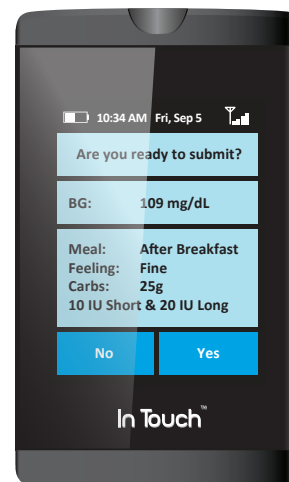 10:34 AM Fri, Sep 5
Are you ready to submit?
BG: 109 mg/dL
Meal: After Breakfast
Feeling: Fine
Carbs: 25g
10 IU Short & 20 IU Long
No Yes
In Touch™